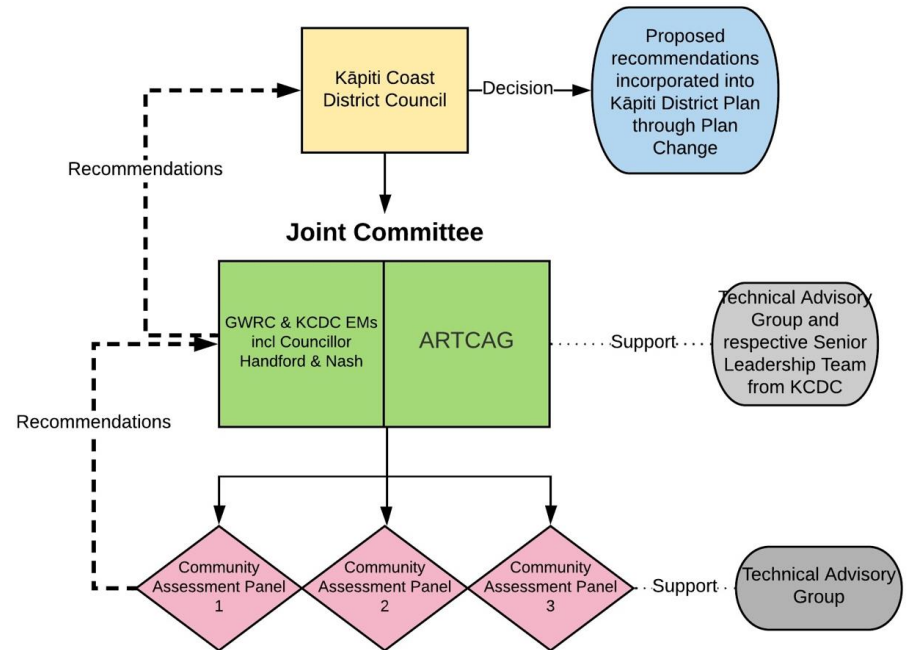 Kāpiti Coast
District Council
Decision
Proposed
recommendations
incorporated into
Kāpiti District Plan
through Plan
Change
Recommendations
Joint Committee
GWRC & KCDC EMs
incl Councillor
Handford & Nash
ARTCAG
Support
Technical Advisory
Group and
respective Senior
Leadership Team
from KCDC
Recommendations
Community
Assessment Panel
1
Community
Assessment Panel
2
Community
Assessment Panel
3
Support
Technical Advisory
Group